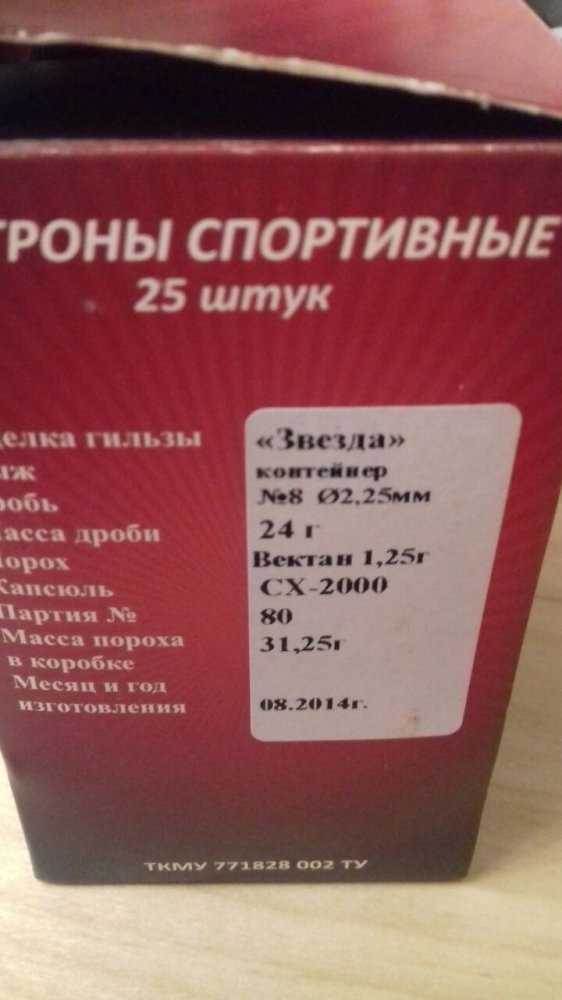 ТРОНЫ СПОРТИВНЫЕ
25 штук
делка гильзы «Звезда»
ыж контейнер
робь №8 Ø2,25мм
асса дроби 24 г
орох Вектан 1,25г
Капсюль СХ-2000
Партия № 80
Масса пороха 31,25г
в коробке
Месяц и год
изготовления 08.2014г.
ТКМУ 771828 002 ТУ